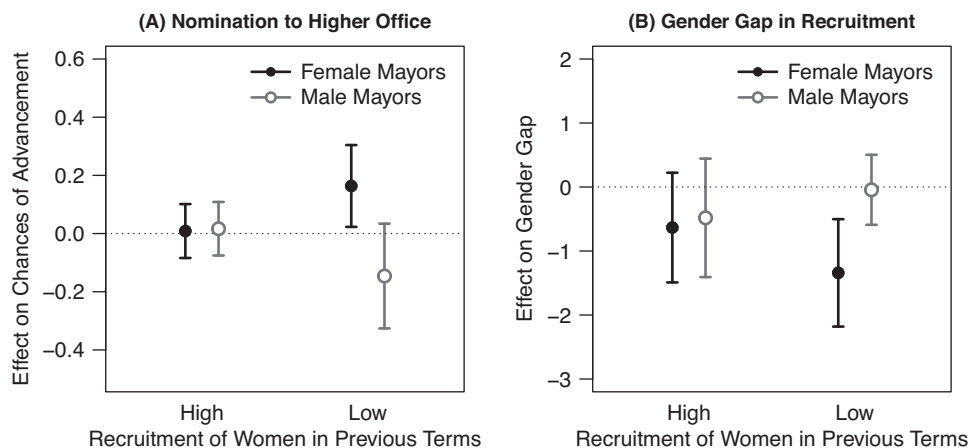 (A) Nomination to Higher Office
Effect on Chances of Advancement
0.6
0.4
0.2
0.0
−0.2
−0.4
Female Mayors
Male Mayors
High
Low
Recruitment of Women in Previous Terms
(B) Gender Gap in Recruitment
Effect on Gender Gap
2
1
0
−1
−2
−3
Female Mayors
Male Mayors
High
Low
Recruitment of Women in Previous Terms